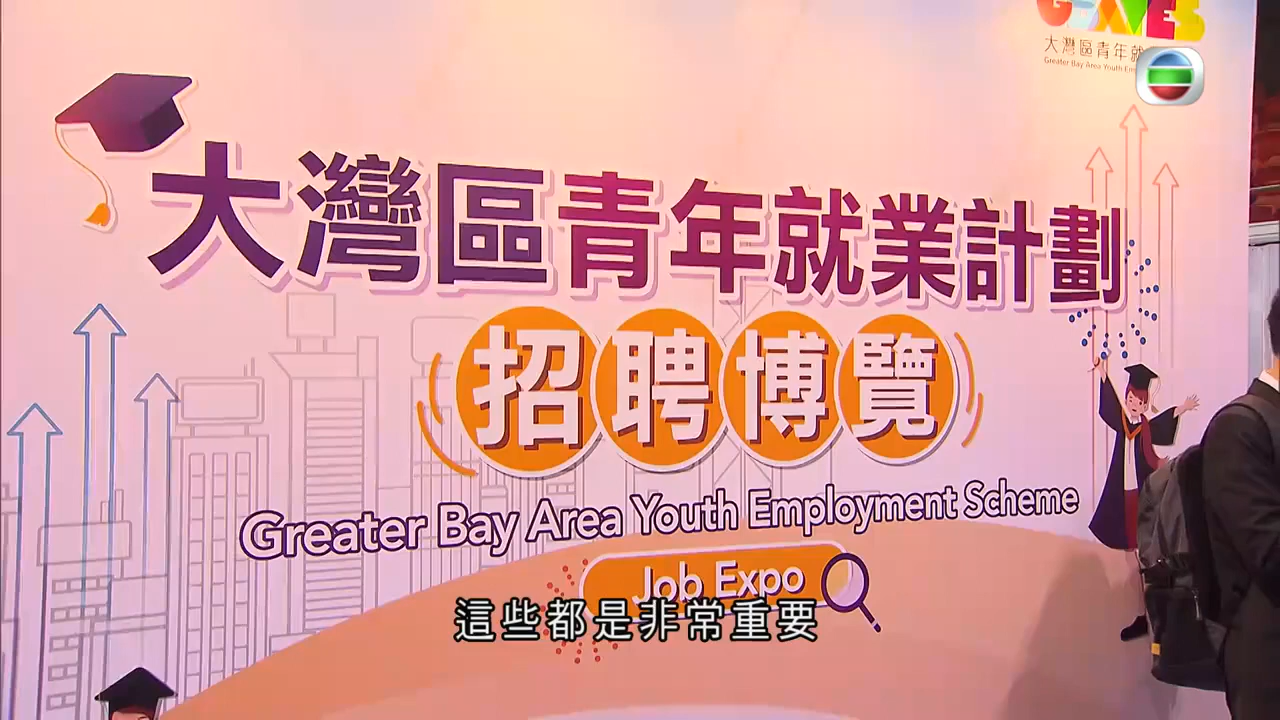 大灣區青年就
Greater Bay Area Youth
大灣區青年就業計劃
招聘博覽
Greater Bay Area Youth Employment Scheme
Job Expo
這些都是非常重要